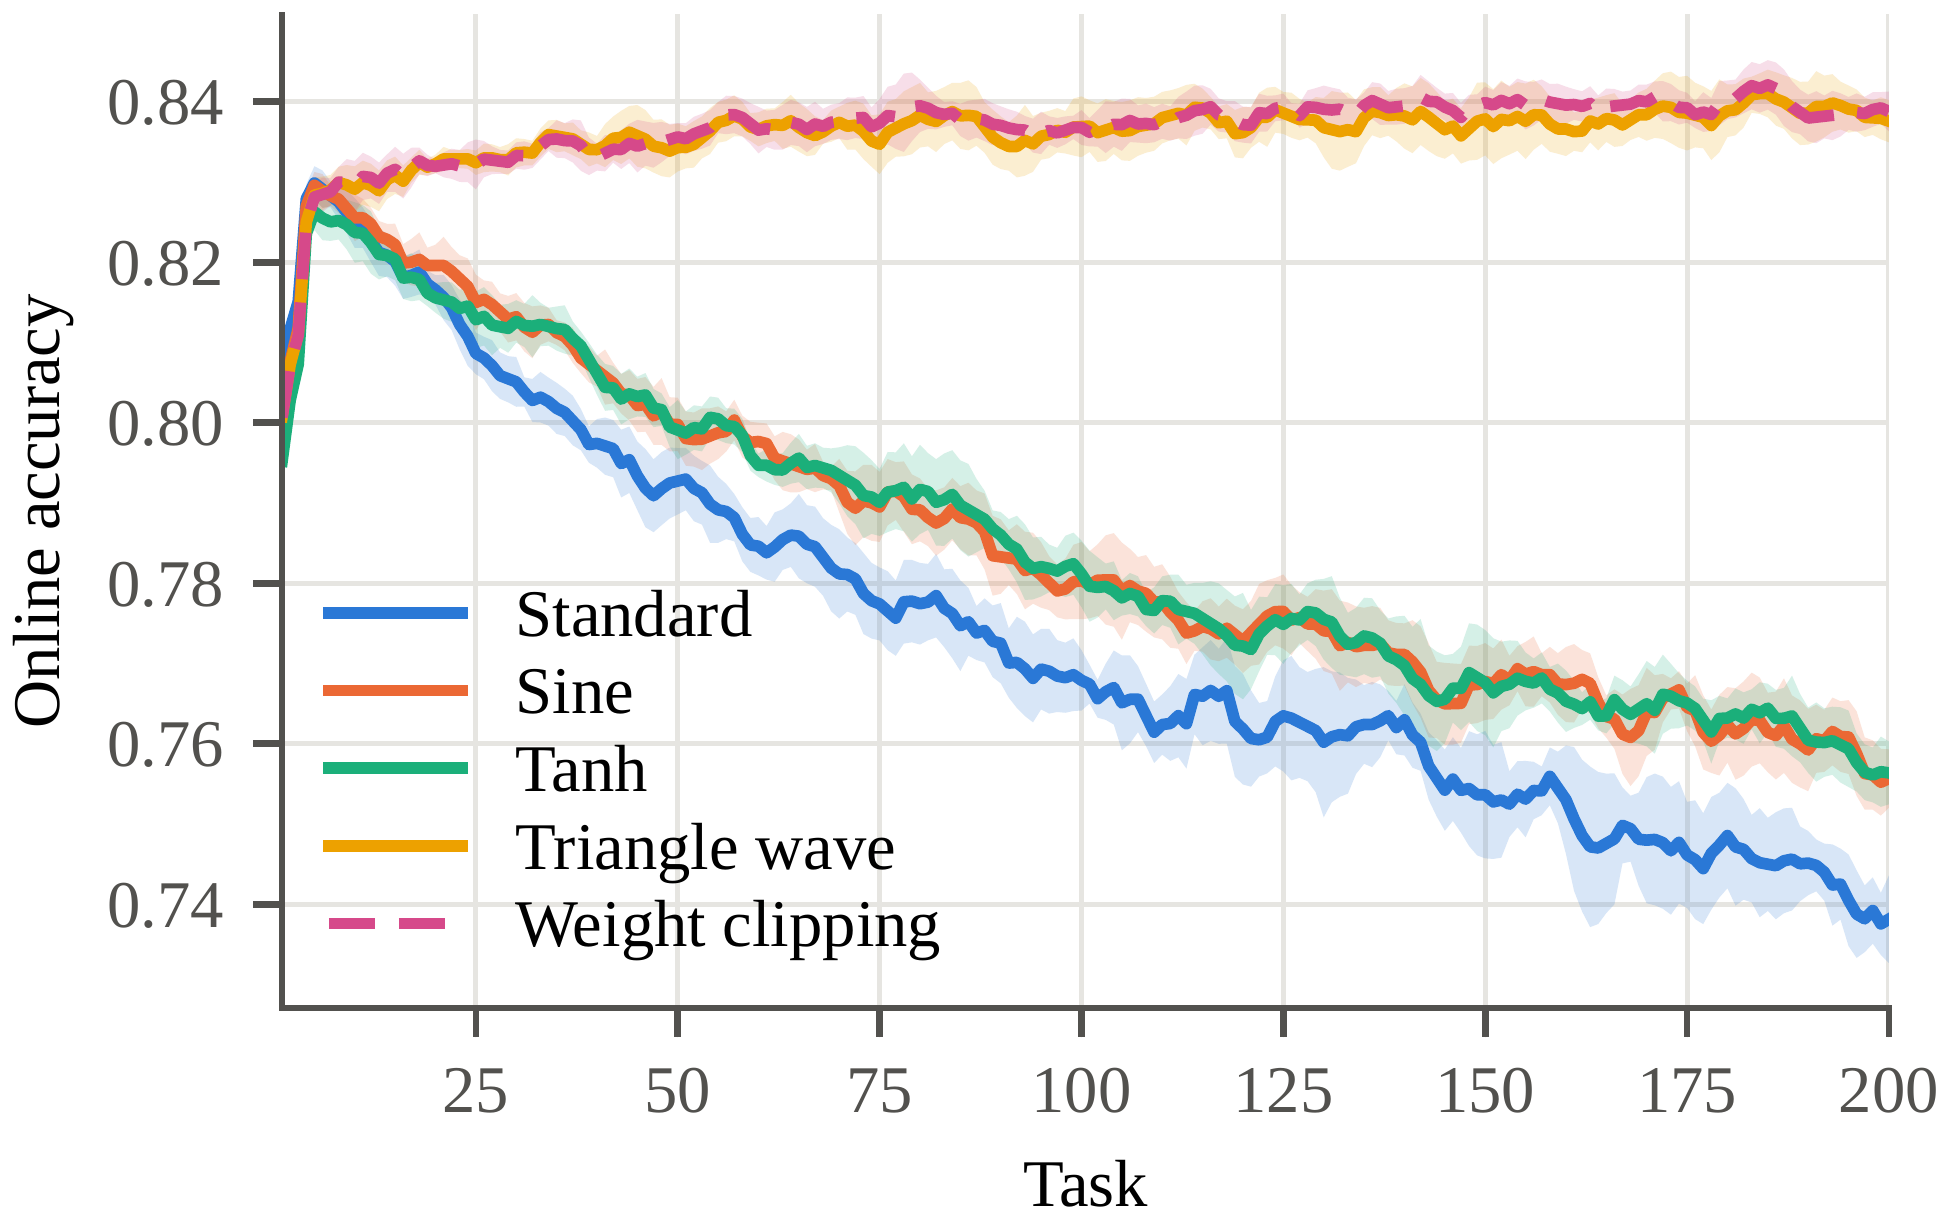 Online accuracy
0.84
0.82
0.80
0.78
0.76
0.74
Standard
Sine
Tanh
Triangle wave
Weight clipping
25 50 75 100 125 150 175 200
Task